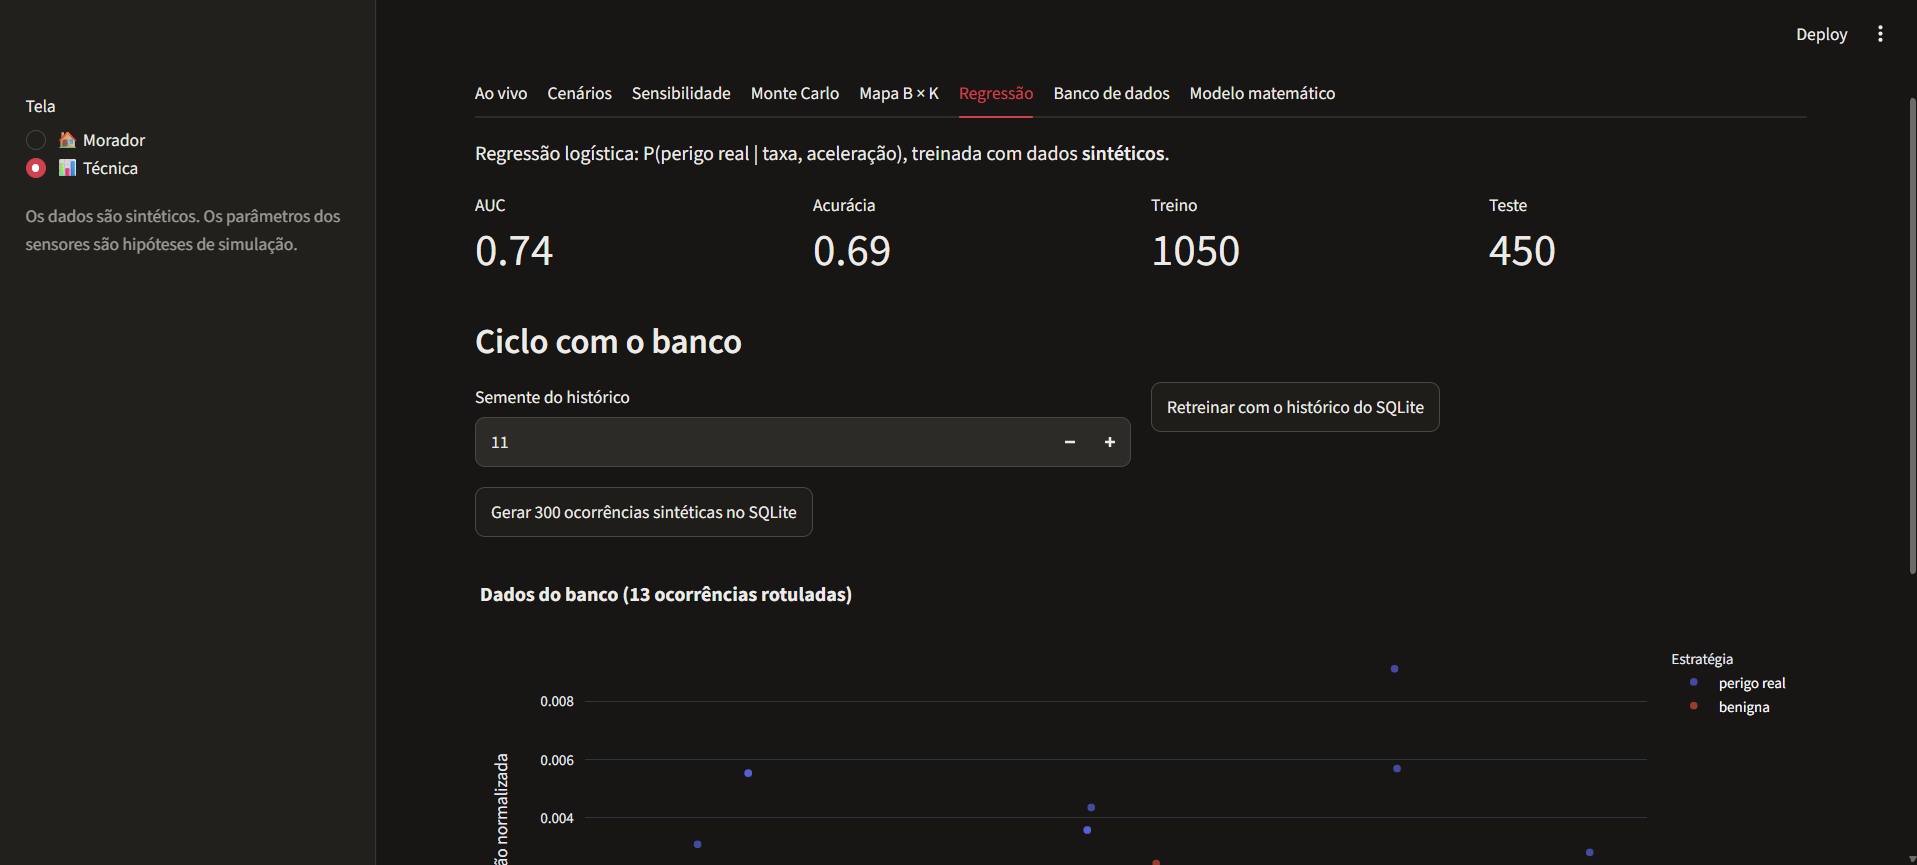 Deploy
Tela
Morador
Técnica
Os dados são sintéticos. Os parâmetros dos
sensores são hipóteses de simulação.
Ao vivo Cenários Sensibilidade Monte Carlo Mapa B × K Regressão Banco de dados Modelo matemático
Regressão logística: P(perigo real | taxa, aceleração), treinada com dados sintéticos.
AUC Acurácia Treino Teste
0.74 0.69 1050 450
Ciclo com o banco
Semente do histórico
11
Retreinar com o histórico do SQLite
Gerar 300 ocorrências sintéticas no SQLite
Dados do banco (13 ocorrências rotuladas)
Estratégia
perigo real
benigna
0.008
0.006
0.004
normalizada